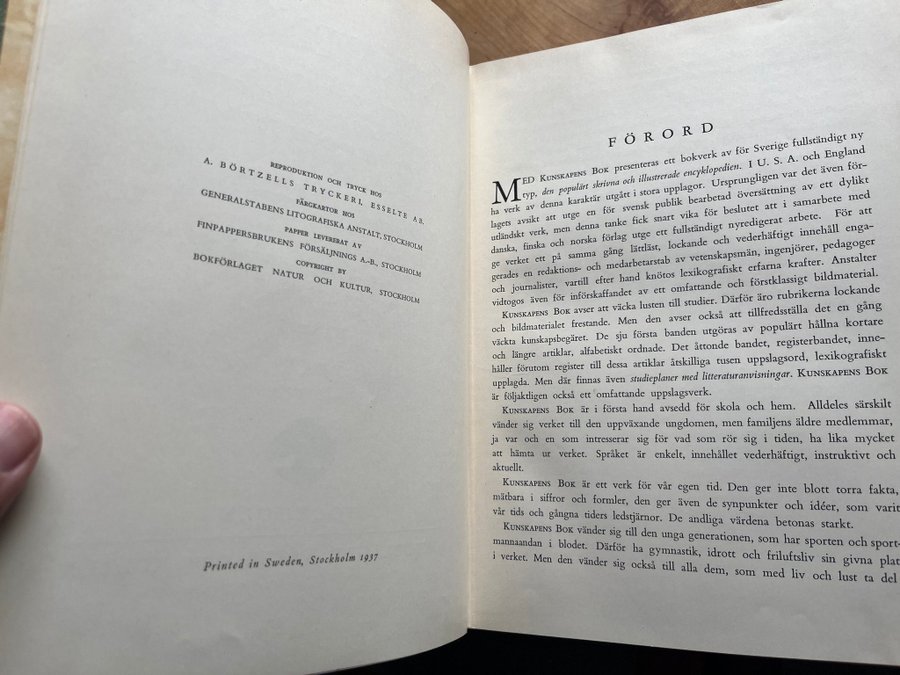 REPRODUKTION OCH TRYCK HOS
A. BÖRTZELLS TRYCKERI, ESSELTE AB.
FÄRGKARTOR HOS
GENERALSTABENS LITOGRAFISKA ANSTALT, STOCKHOLM
PAPPER LEVERERAT AV
FINPAPPERSBRUKENS FÖRSÄLJNINGS A.-B., STOCKHOLM
COPYRIGHT BY
BOKFÖRLAGET NATUR OCH KULTUR, STOCKHOLM
Printed in Sweden, Stockholm 1937
FÖRORD
MED KUNSKAPENS BOK presenteras ett bokverk av för Sverige fullständigt ny
typ, den populärt skrivna och illustrerade encyklopedien. I U. S. A. och England
ha verk av denna karaktär utgått i stora upplagor. Ursprungligen var det även för-
lagets avsikt att utge en för svensk publik bearbetad översättning av ett dylikt
utländskt verk, men denna tanke fick snart vika för beslutet att i samarbete med
danska, finska och norska förlag utge ett fullständigt nyredigerat arbete. För att
ge verket ett på samma gång lättläst, lockande och vederhäftigt innehåll enga-
gerades en redaktions- och medarbetarstab av vetenskapsmän, ingenjörer, pedagoger
och journalister, vartill efter hand knötos lexikografiskt erfarna krafter. Anstalter
vidtogos även för införskaffandet av ett omfattande och förstklassigt bildmaterial.
KUNSKAPENS BOK avser att väcka lusten till studier. Därför äro rubrikerna lockande
och bildmaterialet frestande. Men den avser också att tillfredsställa det en gång
väckta kunskapsbegäret. De sju första banden utgöras av populärt hållna kortare
och längre artiklar, alfabetiskt ordnade. Det åttonde bandet, registerbandet, inne-
håller förutom register till dessa artiklar åtskilliga tusen uppslagsord, lexikografiskt
upplagda. Men där finnas även studieplaner med litteraturanvisningar. KUNSKAPENS BOK
är följaktligen också ett omfattande uppslagsverk.
KUNSKAPENS BOK är i första hand avsedd för skola och hem. Alldeles särskilt
vänder sig verket till den uppväxande ungdomen, men familjens äldre medlemmar,
ja var och en som intresserar sig för vad som rör sig i tiden, ha lika mycket
att hämta ur verket. Språket är enkelt, innehållet vederhäftigt, instruktivt och
aktuellt.
KUNSKAPENS BOK är ett verk för vår egen tid. Den ger inte blott torra fakta,
mätbara i siffror och formler, den ger även de synpunkter och idéer, som varit
vår tids och gångna tiders ledstjärnor. De andliga värdena betonas starkt.
KUNSKAPENS BOK vänder sig till den unga generationen, som har sporten och sport-
mannaandan i blodet. Därför ha gymnastik, idrott och friluftsliv sin givna plat
i verket. Men den vänder sig också till alla dem, som med liv och lust ta del